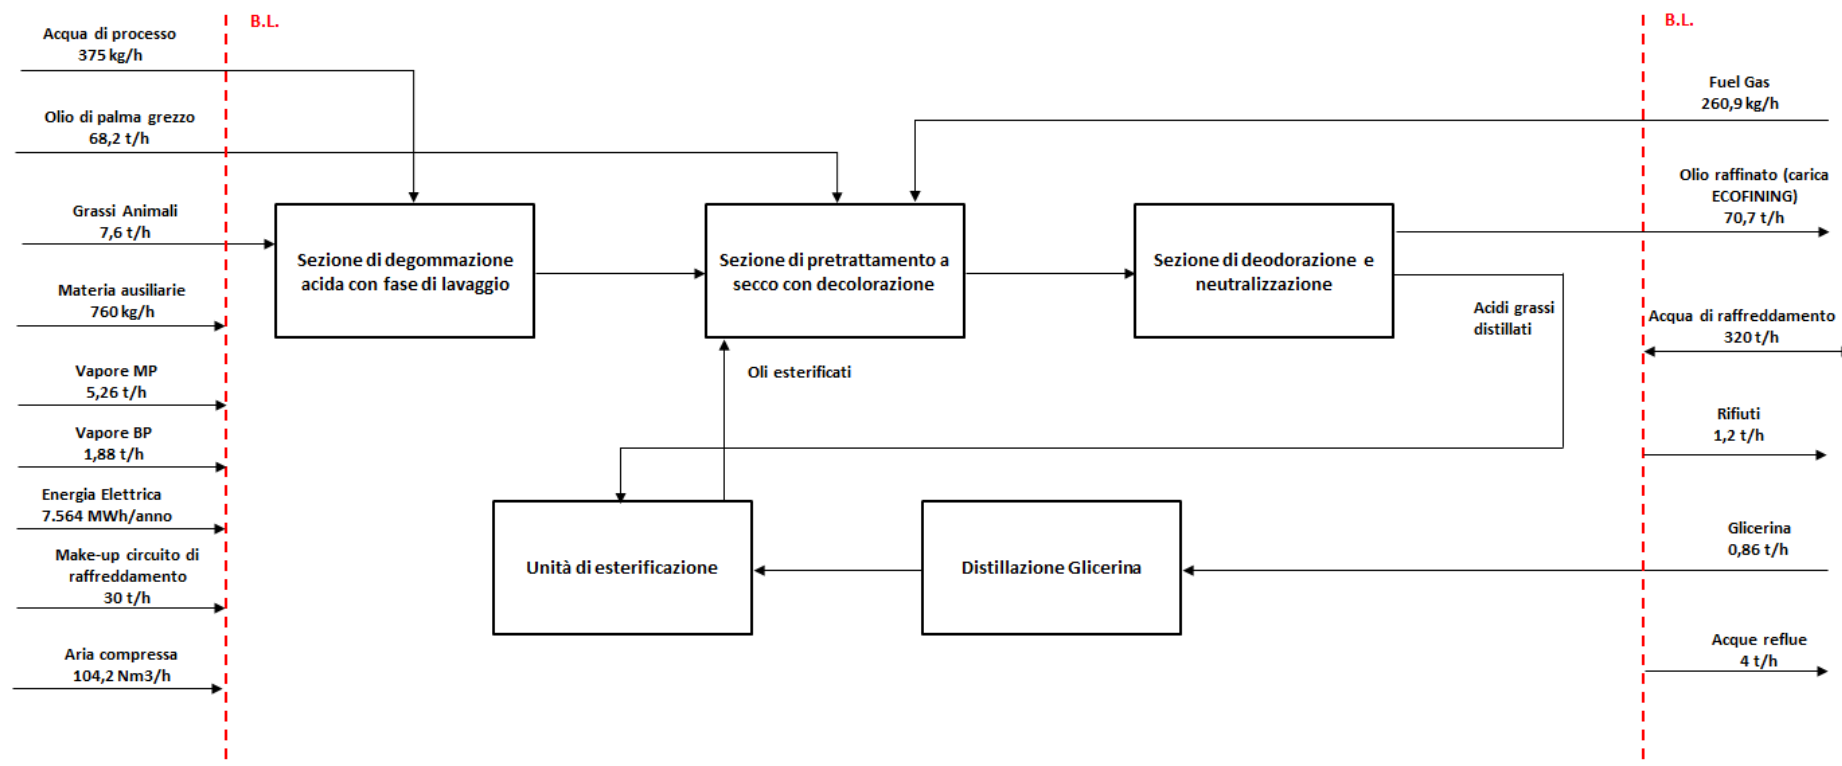 B.L.
B.L.
Acqua di processo
375 kg/h
Olio di palma grezzo
68,2 t/h
Grassi Animali
7,6 t/h
Materia ausiliarie
760 kg/h
Vapore MP
5,26 t/h
Vapore BP
1,88 t/h
Energia Elettrica
7.564 MWh/anno
Make-up circuito di
raffreddamento
30 t/h
Aria compressa
104,2 Nm3/h
Sezione di degommazione
acida con fase di lavaggio
Sezione di pretrattamento a
secco con decolorazione
Sezione di deodorazione e
neutralizzazione
Acidi grassi
distillati
Oli esterificati
Unità di esterificazione
Distillazione Glicerina
Fuel Gas
260,9 kg/h
Olio raffinato (carica
ECOFINING)
70,7 t/h
Acqua di raffreddamento
320 t/h
Rifiuti
1,2 t/h
Glicerina
0,86 t/h
Acque reflue
4 t/h